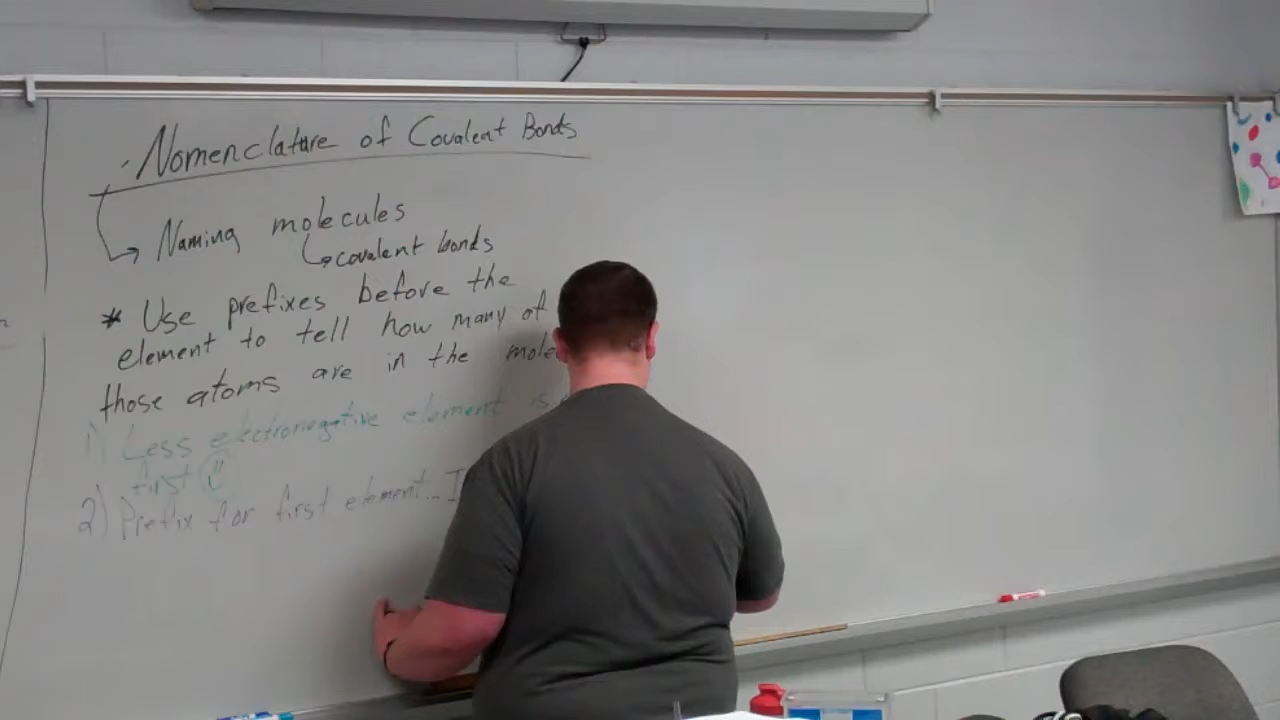 Nomenclature of Covalent Bonds
Naming molecules
covalent bonds
* Use prefixes before the
element to tell how many of
those atoms are in the
1) Less electronegative element is
first
2) Prefix for first element...